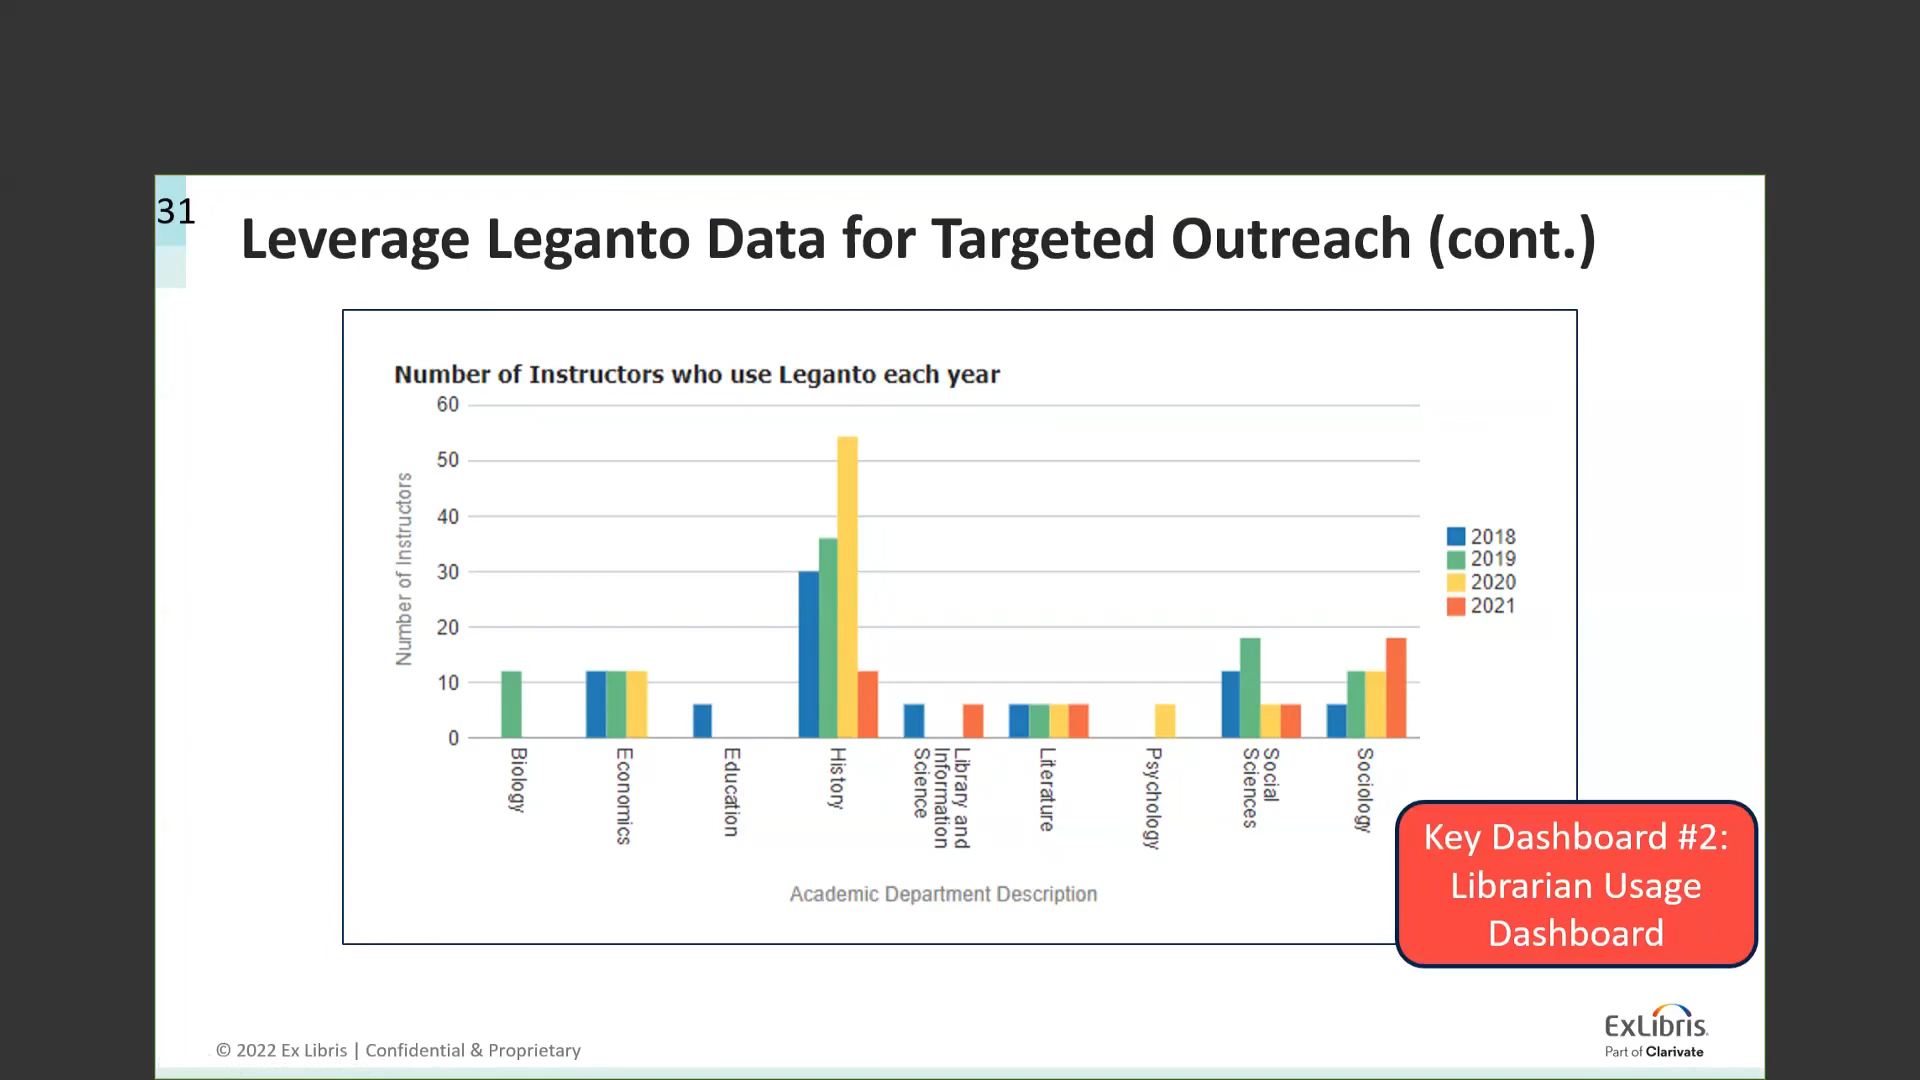 31
Leverage Leganto Data for Targeted Outreach (cont.)
Number of Instructors who use Leganto each year
60
50
40
30
20
10
0
Number of Instructors
2018
2019
2020
2021
Biology
Economics
Education
History
Library and
Information
Science
Literature
Psychology
Social
Sciences
Sociology
Academic Department Description
Key Dashboard #2:
Librarian Usage
Dashboard
© 2022 Ex Libris | Confidential & Proprietary
ExLibris
Part of Clarivate